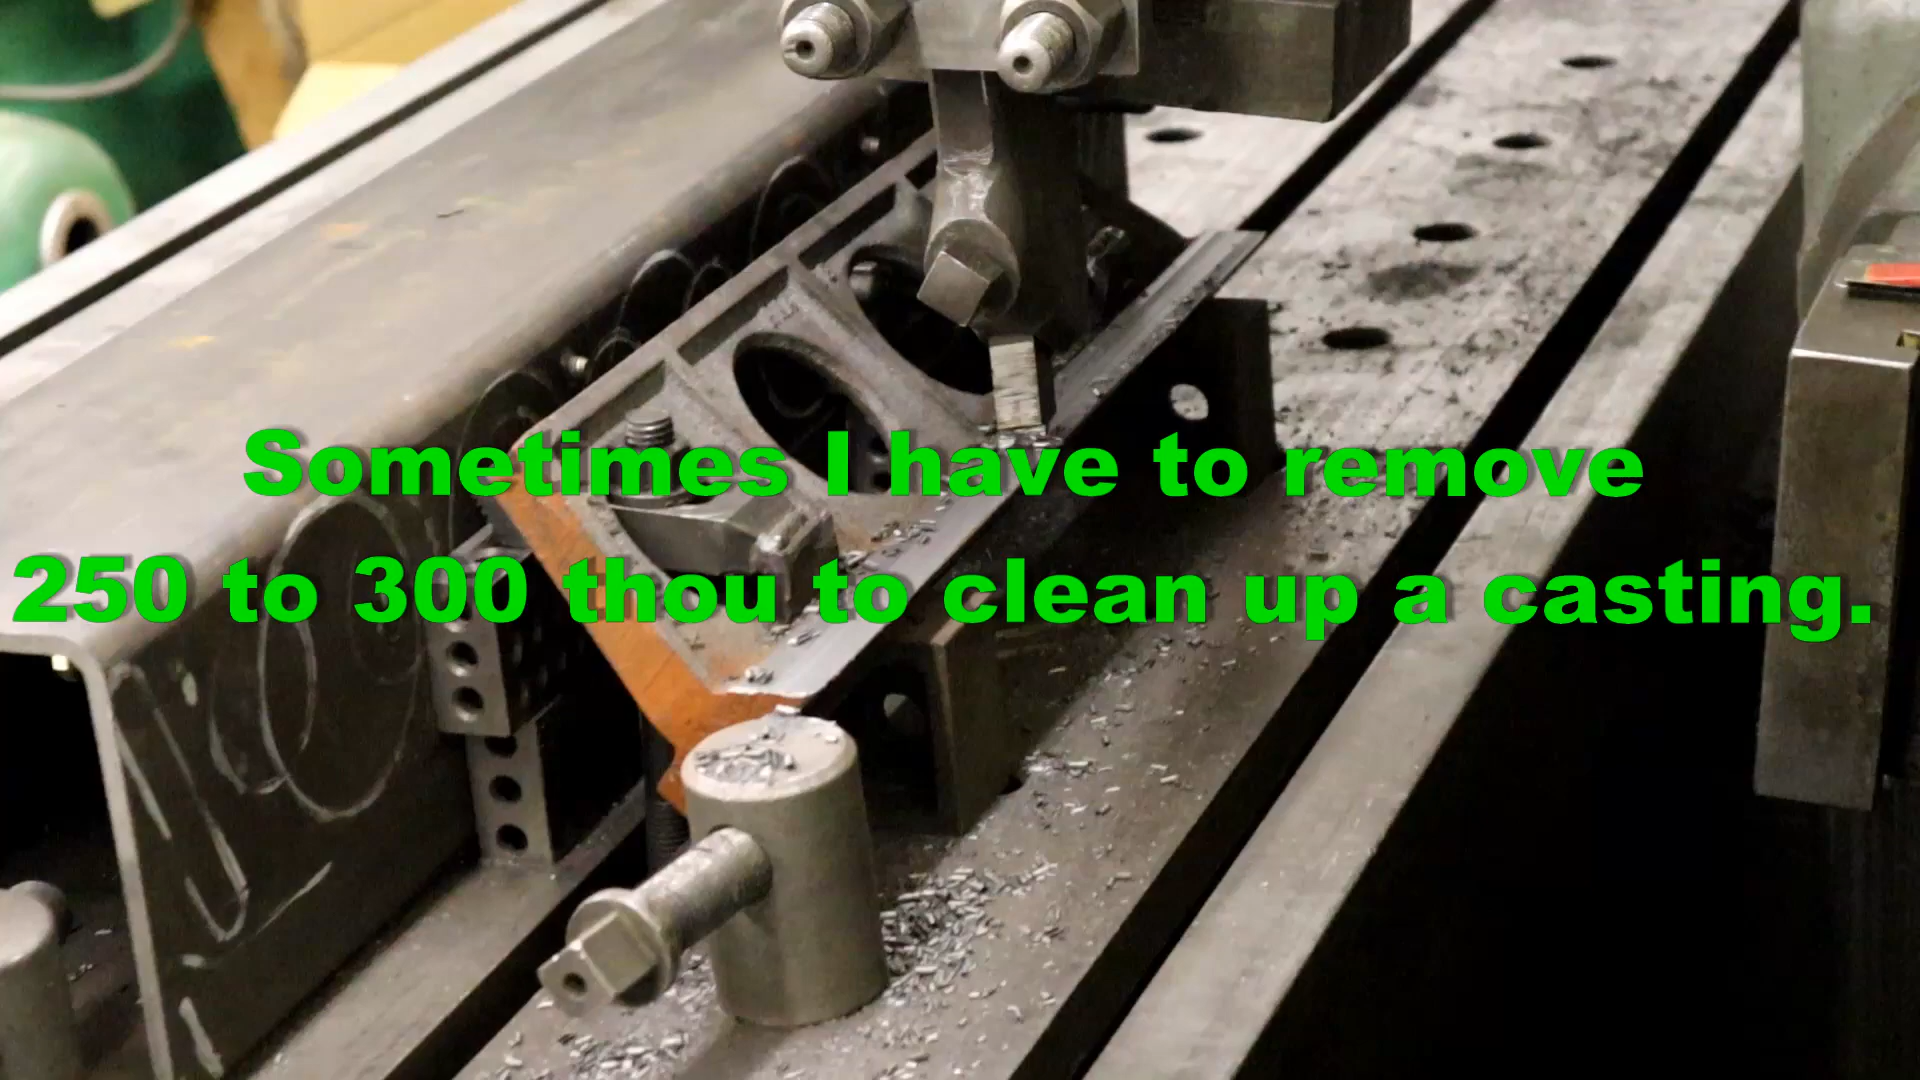 Sometimes I have to remove
250 to 300 thou to clean up a casting.